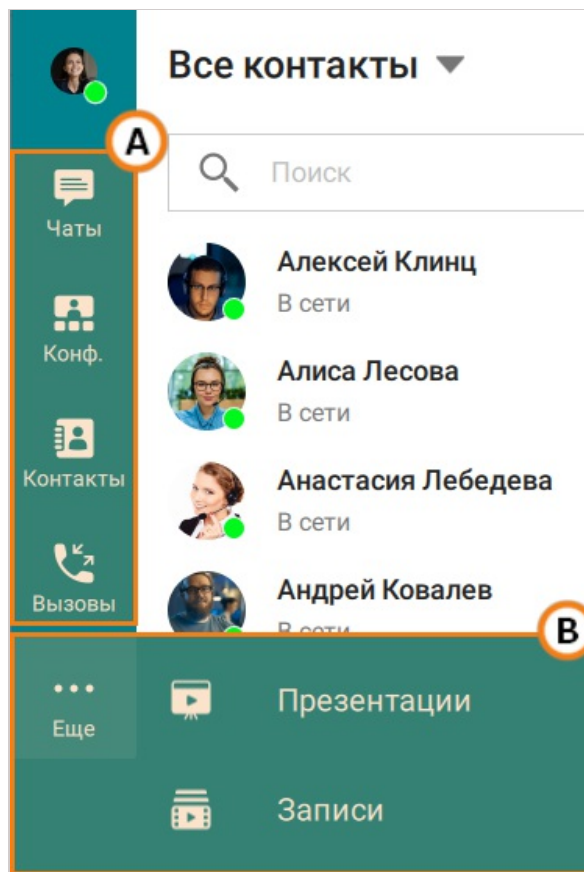 Все контакты
A
Поиск
Чаты
Алексей Клинц
В сети
Конф.
Алиса Лесова
В сети
Контакты
Анастасия Лебедева
В сети
Вызовы
Андрей Ковалев
В сети
B
Еще
Презентации
Записи